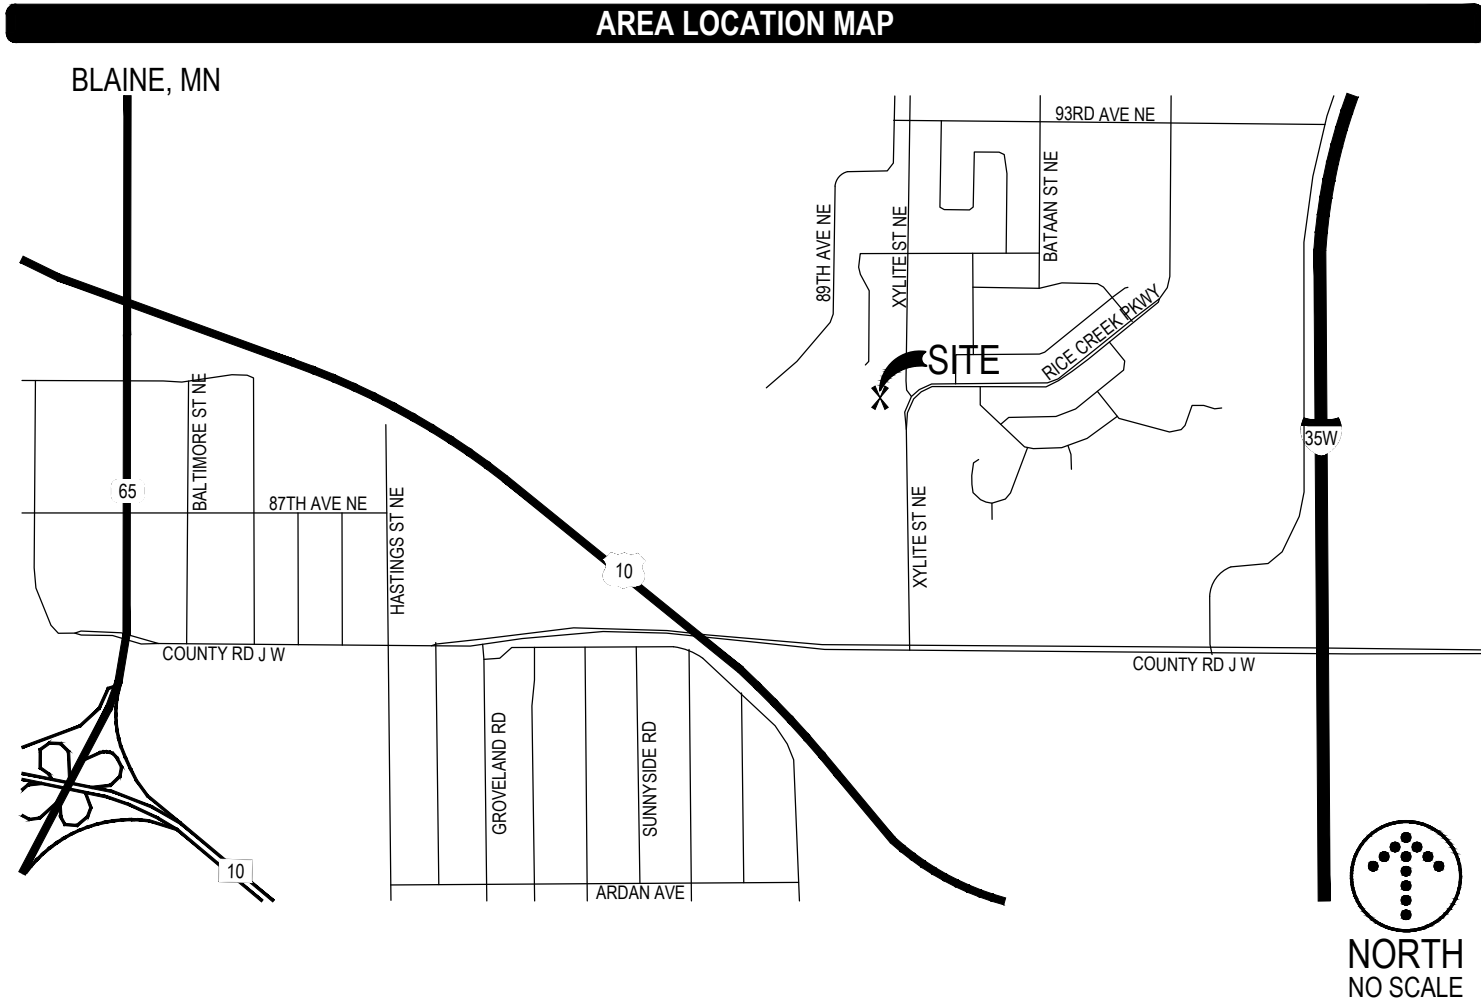 AREA LOCATION MAP
BLAINE, MN
93RD AVE NE
BATAAN ST NE
89TH AVE NE
XYLITE ST NE
RICE CREEK PKWY
SITE
BALTIMORE ST NE
35W
65
87TH AVE NE
HASTINGS ST NE
XYLITE ST NE
10
COUNTY RD J W
COUNTY RD J W
GROVELAND RD
SUNNYSIDE RD
10
ARDAN AVE
NORTH
NO SCALE